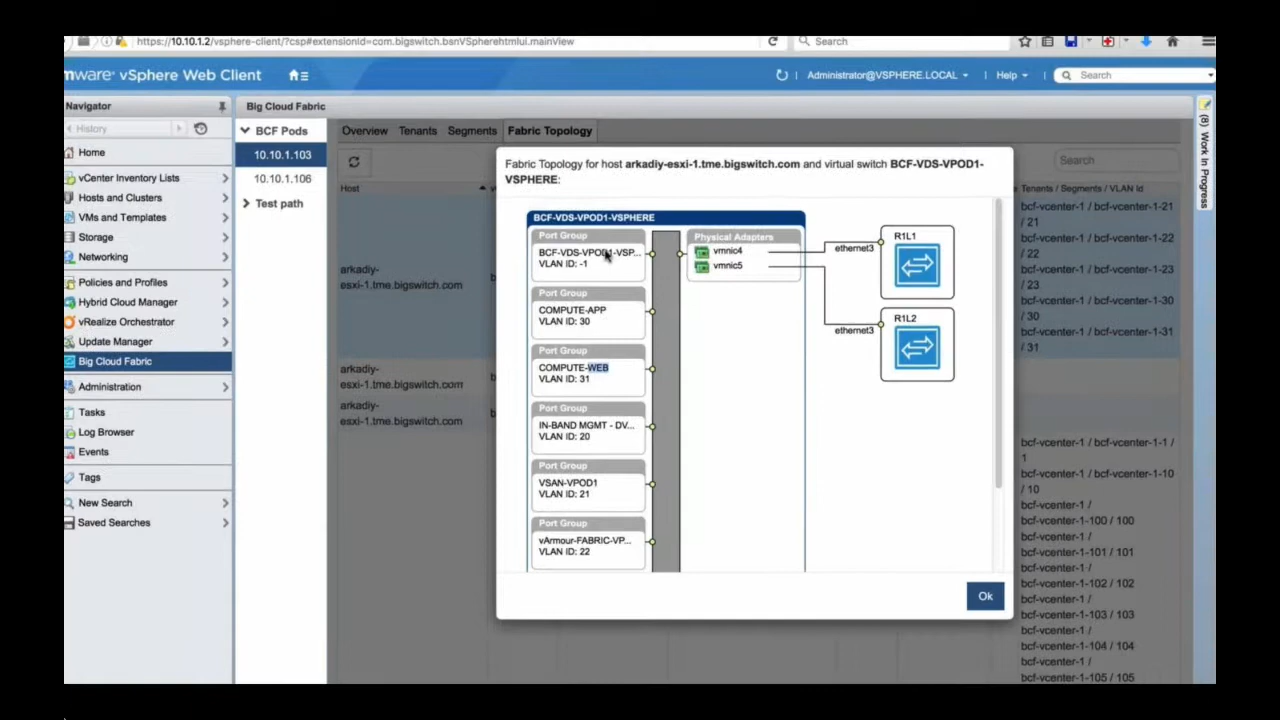 https://10.10.1.2/vsphere-client/?csp#extensionId=com.bigswitch.banVSpherehtmlui.mainView
Search
mware® vSphere Web Client
Administrator@VSPHERE.LOCAL
Help
Search
Navigator
History
Home
vCenter Inventory Lists
Hosts and Clusters
VMs and Templates
Storage
Networking
Policies and Profiles
Hybrid Cloud Manager
vRealize Orchestrator
Update Manager
Big Cloud Fabric
Administration
Tasks
Log Browser
Events
Tags
New Search
Saved Searches
Big Cloud Fabric
BCF Pods
10.10.1.103
10.10.1.106
Test path
Overview
Tenants
Segments
Fabric Topology
Search
Host
Tenants / Segments / VLAN Id
arkadiy-
esxi-1.tme.bigswitch.com
arkadiy-
esxi-1.tme.bigswitch.com
arkadiy-
esxi-1.tme.bigswitch.com
Fabric Topology for host arkadiy-esxi-1.tme.bigswitch.com and virtual switch BCF-VDS-VPOD1-
VSPHERE:
BCF-VDS-VPOD1-VSPHERE
Port Group
BCF-VDS-VPOD1-VSP...
VLAN ID: -1
Port Group
COMPUTE-APP
VLAN ID: 30
Port Group
COMPUTE-WEB
VLAN ID: 31
Port Group
IN-BAND MGMT - DV...
VLAN ID: 20
Port Group
VSAN-VPOD1
VLAN ID: 21
Port Group
vArmour-FABRIC-VP...
VLAN ID: 22
Physical Adapters
vmnic4
vmnic5
ethernet3
R1L1
ethernet3
R1L2
Ok
bcf-vcenter-1 / bcf-vcenter-1-21
/ 21
bcf-vcenter-1 / bcf-vcenter-1-22
/ 22
bcf-vcenter-1 / bcf-vcenter-1-23
/ 23
bcf-vcenter-1 / bcf-vcenter-1-30
/ 30
bcf-vcenter-1 / bcf-vcenter-1-31
/ 31
bcf-vcenter-1 / bcf-vcenter-1-1 /
1
bcf-vcenter-1 / bcf-vcenter-1-10
/ 10
bcf-vcenter-1 /
bcf-vcenter-1-100 / 100
bcf-vcenter-1 /
bcf-vcenter-1-101 / 101
bcf-vcenter-1 /
bcf-vcenter-1-102 / 102
bcf-vcenter-1 /
bcf-vcenter-1-103 / 103
bcf-vcenter-1 /
bcf-vcenter-1-104 / 104
bcf-vcenter-1 /
bcf-vcenter-1-105 / 105
(8) Work In Progress